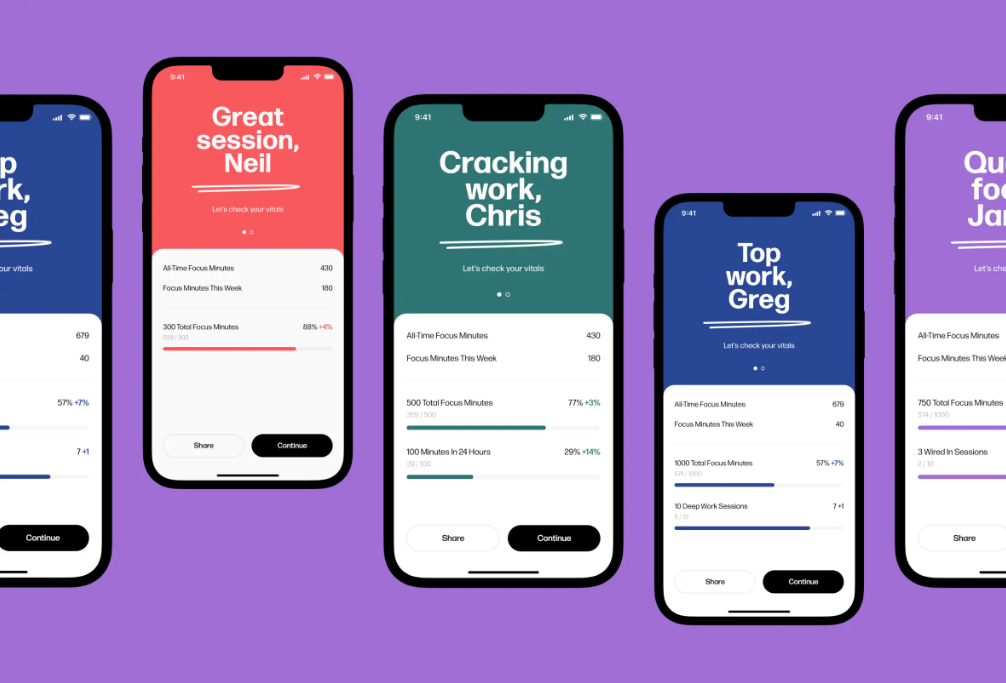 p
rk,
eg
our vitals
679
40
57% +7%
7 +1
Continue
9:41
Great
session,
Neil
Let's check your vitals
All-Time Focus Minutes 430
Focus Minutes This Week 180
300 Total Focus Minutes 88% +4%
229 / 300
Share Continue
9:41
Cracking
work,
Chris
Let's check your vitals
All-Time Focus Minutes 430
Focus Minutes This Week 180
500 Total Focus Minutes 77% +3%
329 / 500
100 Minutes In 24 Hours 29% +14%
39 / 100
Share Continue
9:41
Top
work,
Greg
Let's check your vitals
All-Time Focus Minutes 679
Focus Minutes This Week 40
1000 Total Focus Minutes 57% +7%
574 / 1000
10 Deep Work Sessions 7 +1
/ 10
Share Continue
9:41
Qu
foc
Jar
Let's che
All-Time Focus Minutes
Focus Minutes This Week
750 Total Focus Minutes
574 / 1000
3 Wired In Sessions
2 / 10
Share